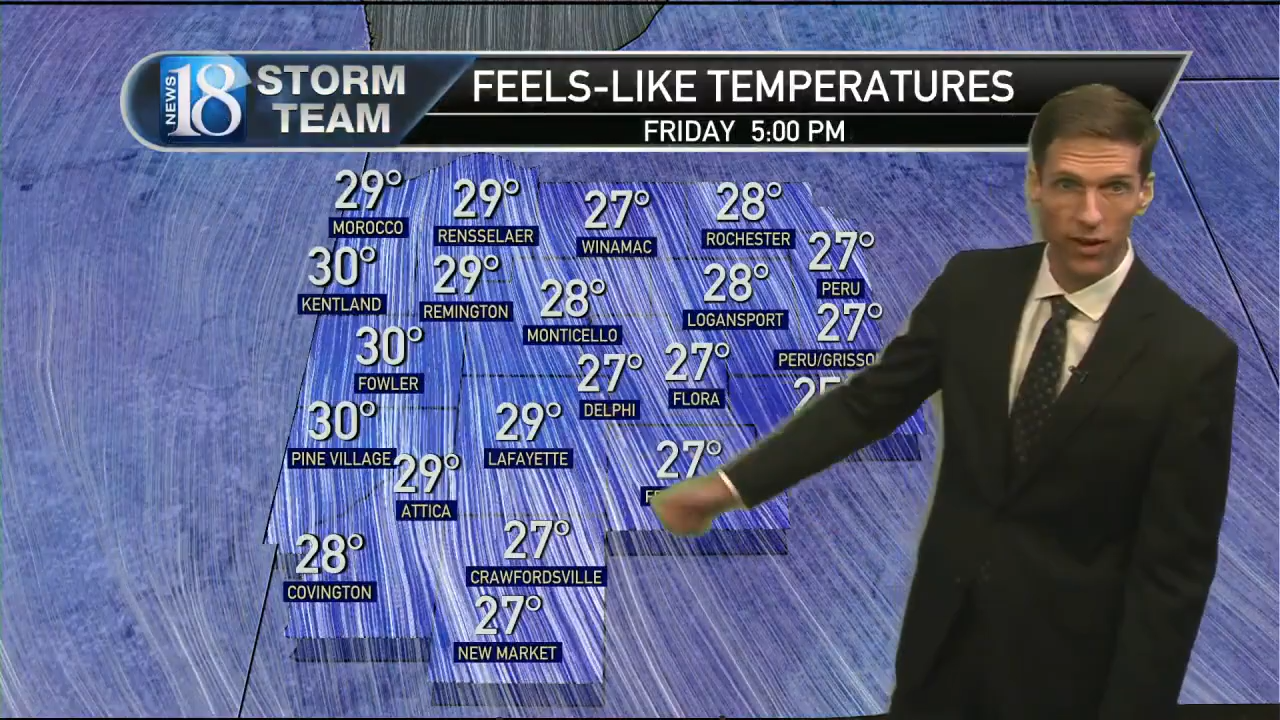 NEWS 18 STORM TEAM
FEELS-LIKE TEMPERATURES
FRIDAY 5:00 PM
29°
MOROCCO
29°
RENSSELAER
27°
WINAMAC
28°
ROCHESTER
27°
PERU
30°
KENTLAND
29°
REMINGTON
28°
MONTICELLO
28°
LOGANSPORT
27°
30°
FOWLER
27°
DELPHI
27°
FLORA
30°
PINE VILLAGE
29°
LAFAYETTE
29°
ATTICA
27°
28°
COVINGTON
27°
CRAWFORDSVILLE
27°
NEW MARKET